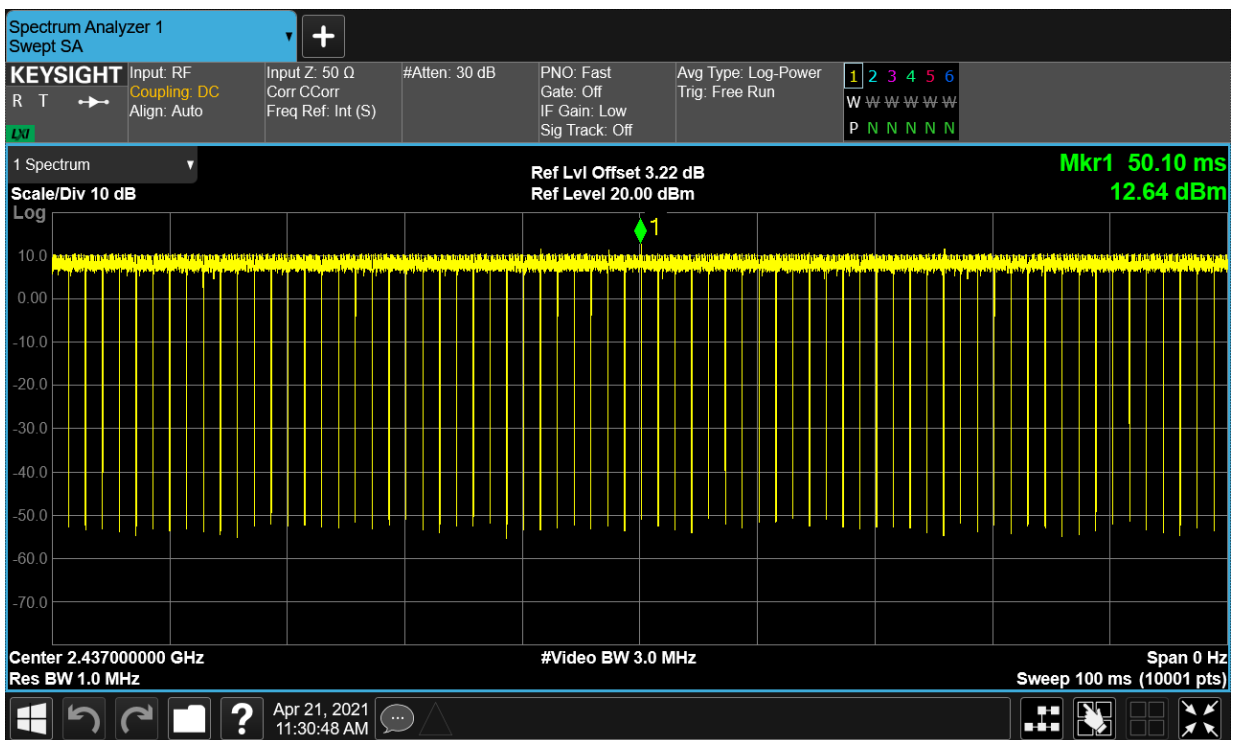 Spectrum Analyzer 1
Swept SA
KEYSIGHT
R T
LXI
Input: RF
Coupling: DC
Align: Auto
Input Z: 50 Ω
Corr CCorr
Freq Ref: Int (S)
#Atten: 30 dB
PNO: Fast
Gate: Off
IF Gain: Low
Sig Track: Off
Avg Type: Log-Power
Trig: Free Run
1 2 3 4 5 6
W W W W W W
P N N N N N
1 Spectrum
Scale/Div 10 dB
Log
Ref Lvl Offset 3.22 dB
Ref Level 20.00 dBm
Mkr1 50.10 ms
12.64 dBm
1
10.0
0.00
-10.0
-20.0
-30.0
-40.0
-50.0
-60.0
-70.0
Center 2.437000000 GHz
Res BW 1.0 MHz
#Video BW 3.0 MHz
Span 0 Hz
Sweep 100 ms (10001 pts)
?
Apr 21, 2021
11:30:48 AM